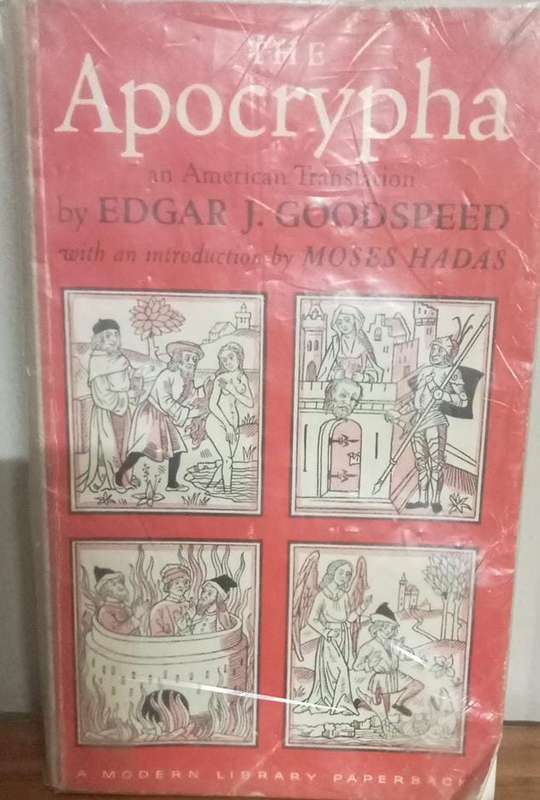 THE
Apocrypha
an American Translation
by EDGAR J. GOODSPEED
with an introduction by MOSES HADAS
A MODERN LIBRARY PAPERBACK